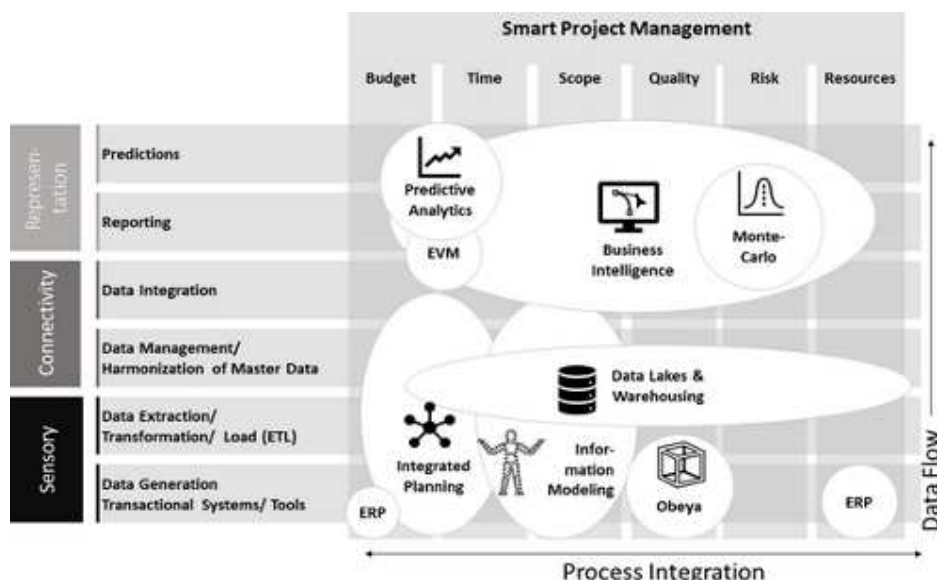 Smart Project Management
Budget
Time
Scope
Quality
Risk
Resources
Represen-
tation
Predictions
Reporting
Predictive
Analytics
EVM
Business
Intelligence
Monte-
Carlo
Connectivity
Data Integration
Data Management/
Harmonization of Master Data
Data Lakes &
Warehousing
Sensory
Data Extraction/
Transformation/ Load (ETL)
Data Generation
Transactional Systems/ Tools
Integrated
Planning
Infor-
mation
Modeling
Obeya
ERP
ERP
Data Flow
Process Integration